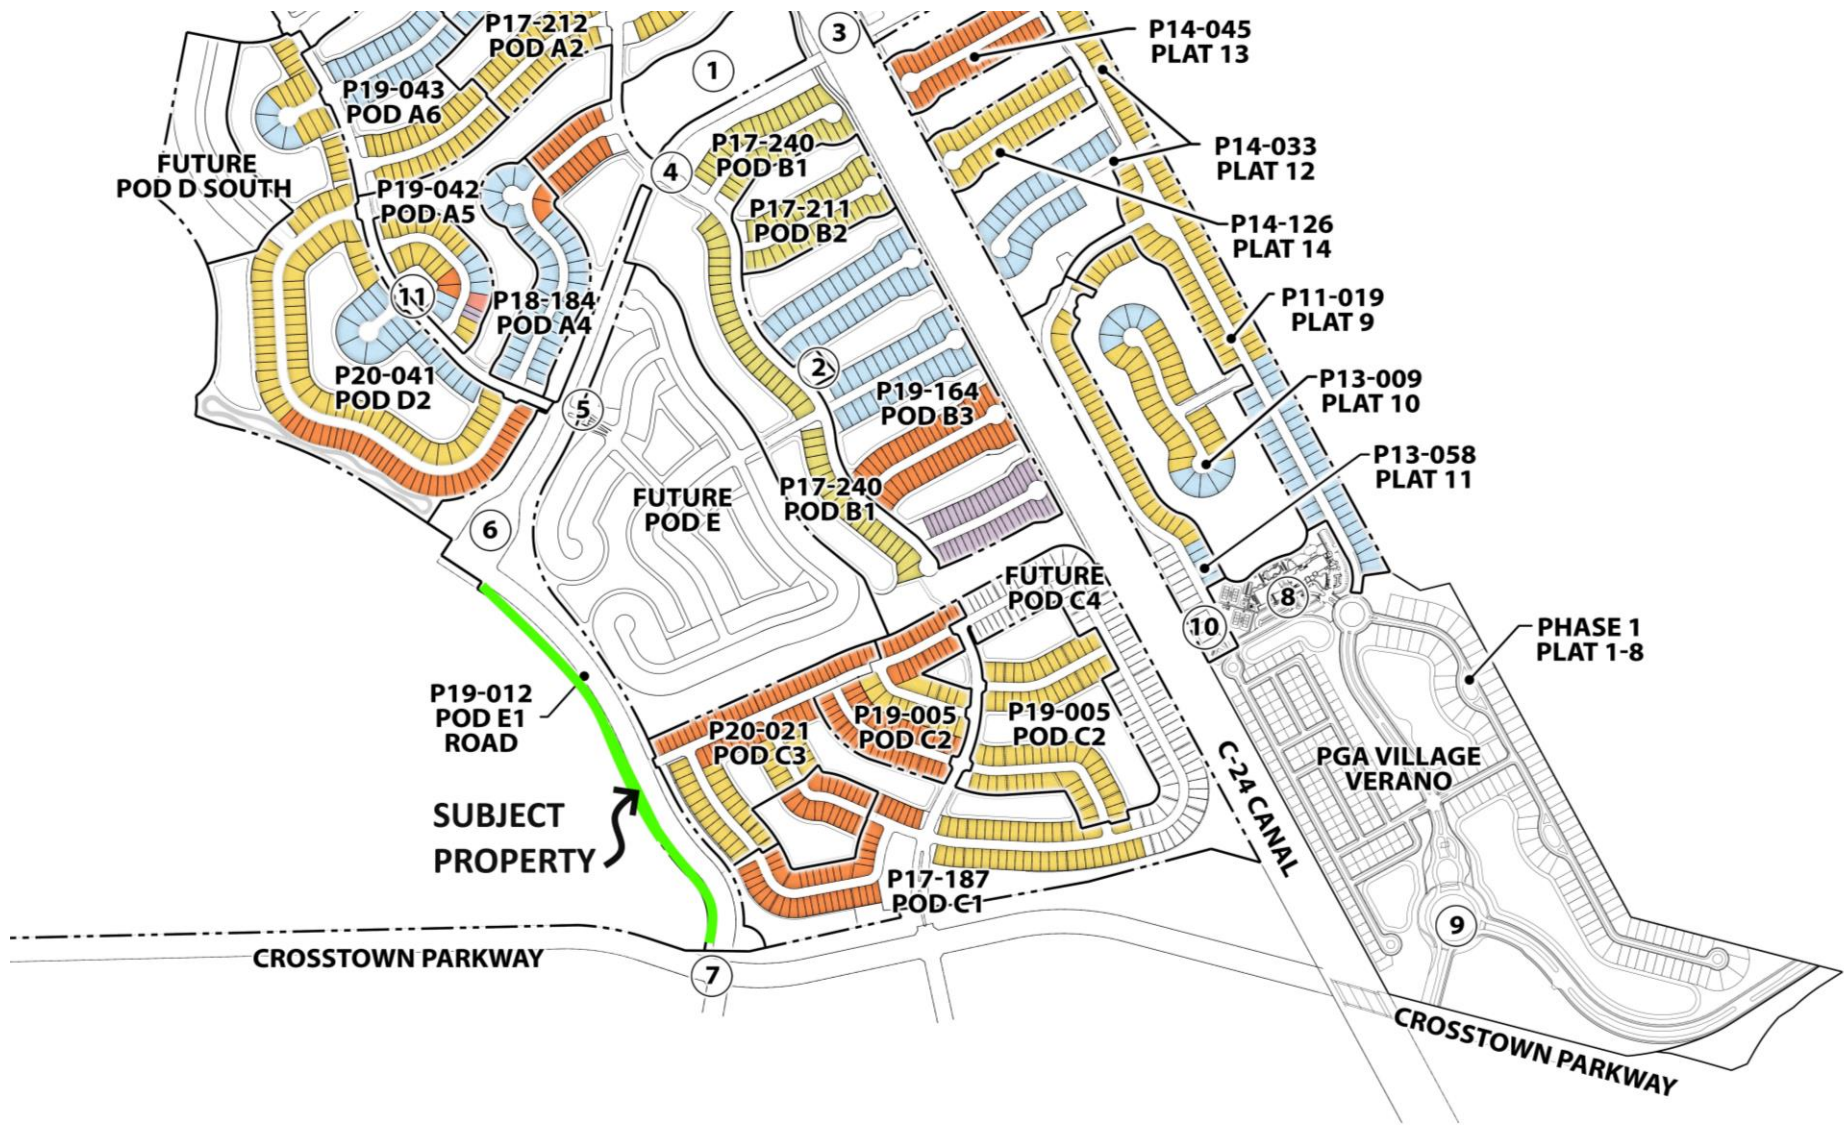 P17-212
POD A2
3
P14-045
PLAT 13
1
P19-043
POD A6
P17-240
POD B1
P14-033
PLAT 12
FUTURE
POD D SOUTH
4
P19-042
POD A5
P17-211
POD B2
P14-126
PLAT 14
11
P18-184
POD A4
P11-019
PLAT 9
2
P20-041
POD D2
5
P19-164
POD B3
P13-009
PLAT 10
P13-058
PLAT 11
FUTURE
POD E
P17-240
POD B1
6
FUTURE
POD C4
8
10
PHASE 1
PLAT 1-8
P19-012
POD E1
ROAD
P20-021
POD C3
P19-005
POD C2
P19-005
POD C2
C-24 CANAL
PGA VILLAGE
VERANO
SUBJECT
PROPERTY
P17-187
POD C1
9
CROSSTOWN PARKWAY
7
CROSSTOWN PARKWAY